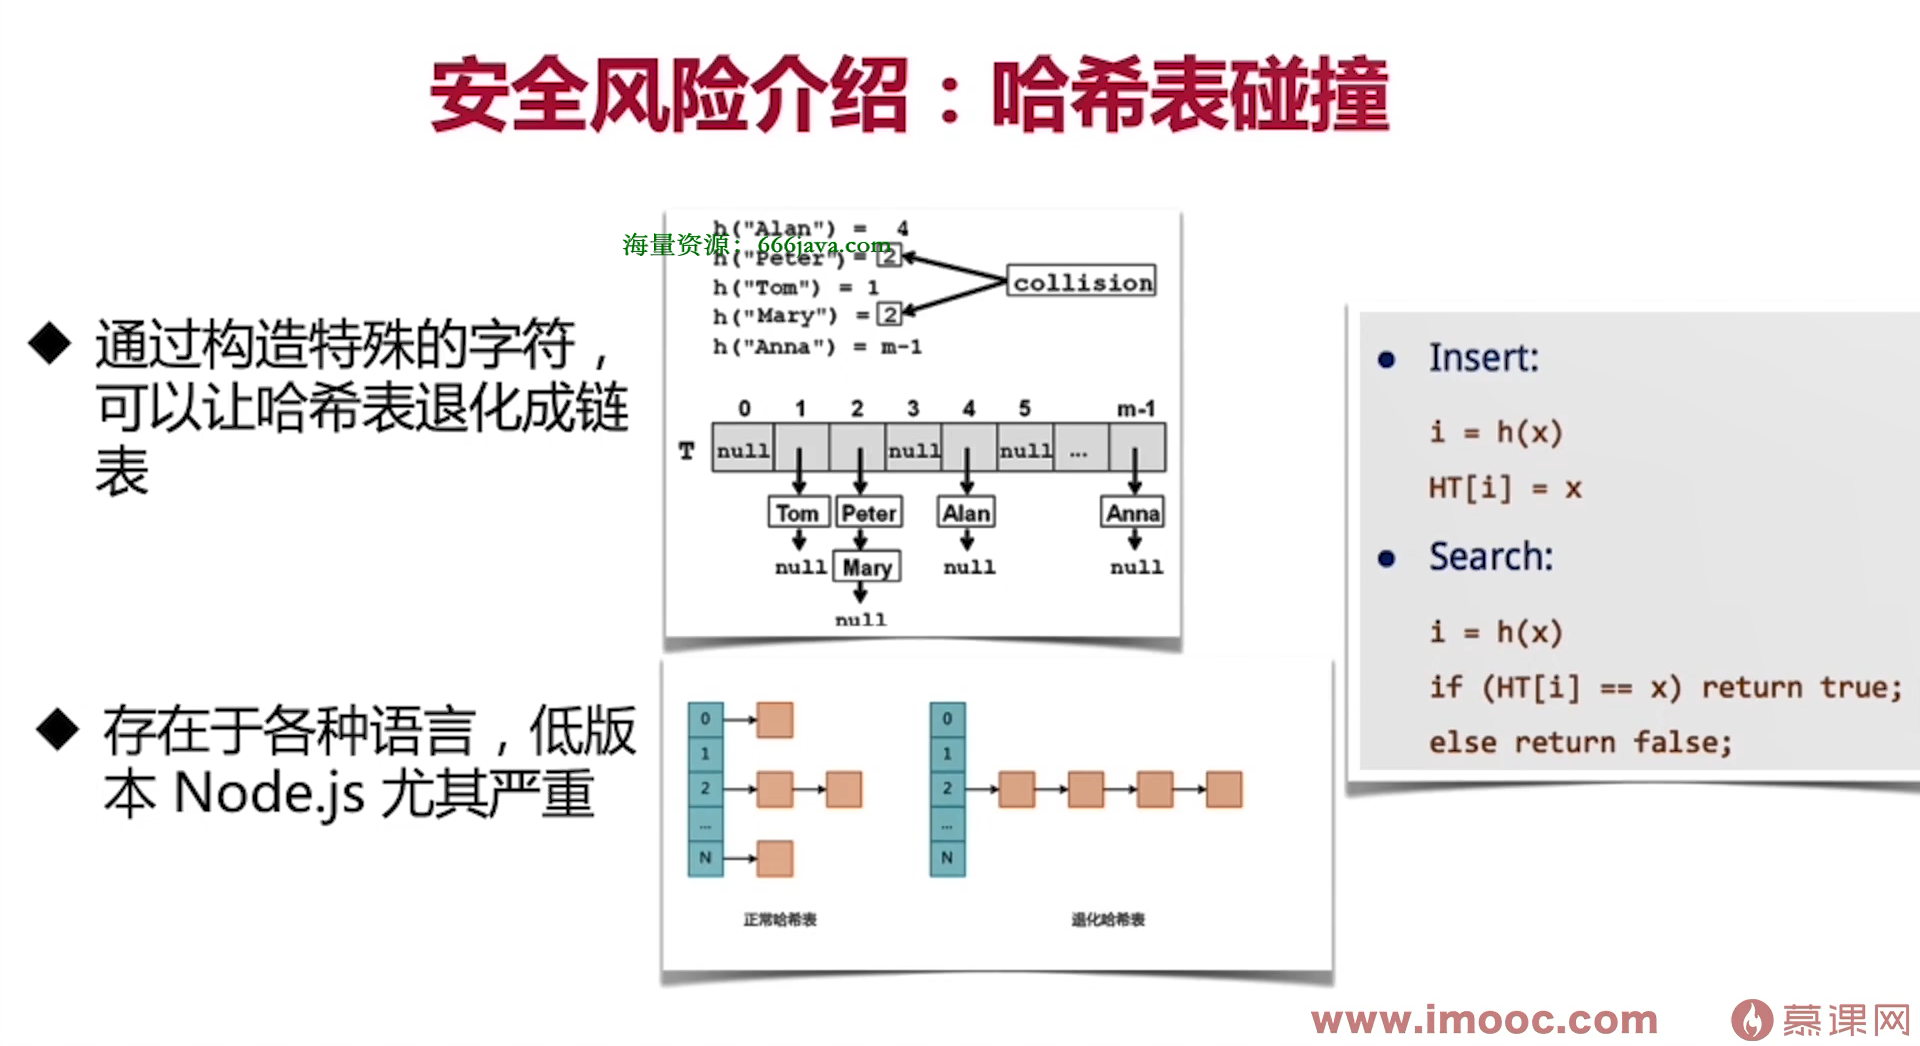 安全风险介绍：哈希表碰撞
通过构造特殊的字符，
可以让哈希表退化成链
表
存在于各种语言，低版
本 Node.js 尤其严重
h("Alan") = 4
海量资源：666java.com
h("Peter") = 2
h("Tom") = 1
h("Mary") = 2
h("Anna") = m-1
collision
0 1 2 3 4 5 m-1
T null null null ...
Tom Peter Alan Anna
null Mary null null
null
0 0
1 1
2 2
... ...
N N
正常哈希表 退化哈希表
Insert:
i = h(x)
HT[i] = x
Search:
i = h(x)
if (HT[i] == x) return true;
else return false;
www.imooc.com 慕课网